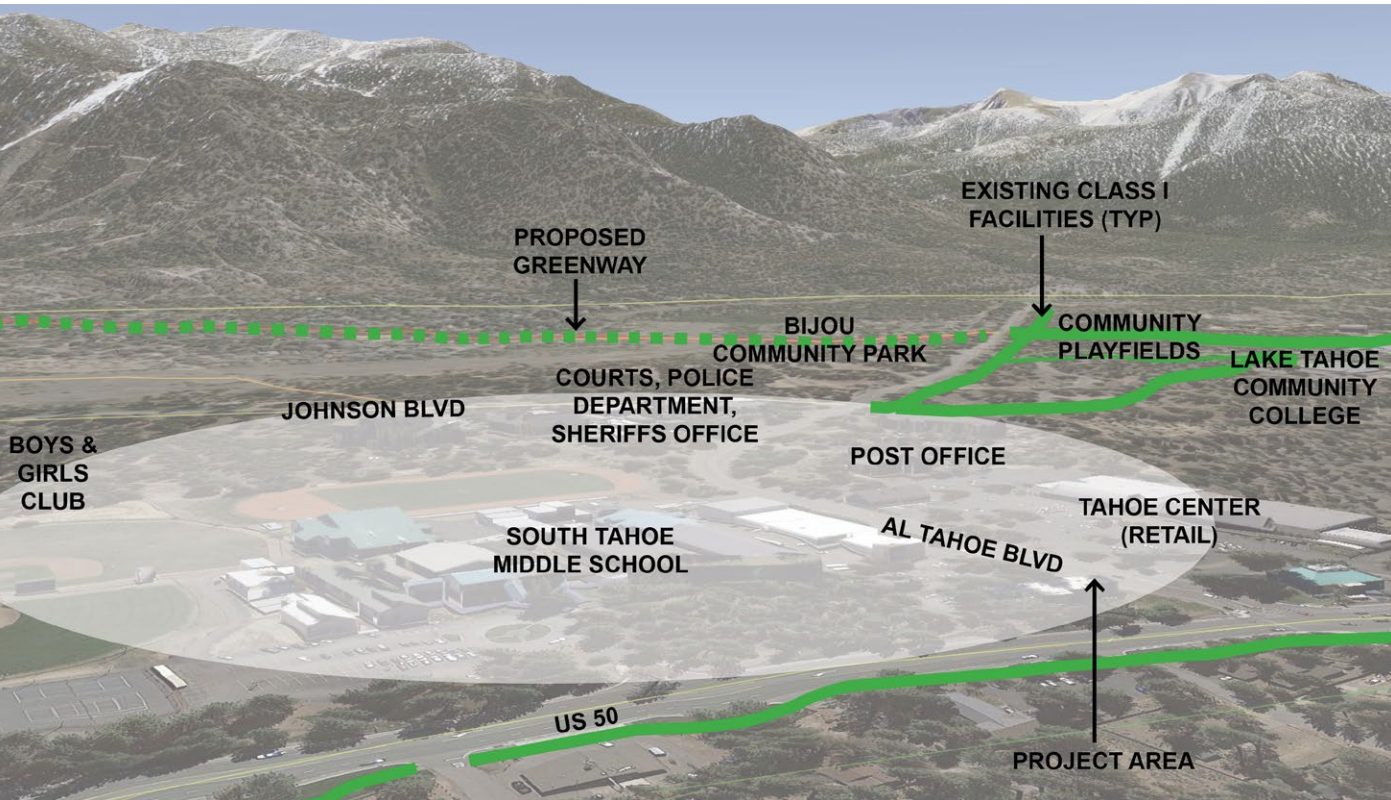 EXISTING CLASS I
FACILITIES (TYP)
PROPOSED
GREENWAY
BIJOU
COMMUNITY PARK
COMMUNITY
PLAYFIELDS
LAKE TAHOE
COMMUNITY
COLLEGE
COURTS, POLICE
DEPARTMENT,
SHERIFFS OFFICE
JOHNSON BLVD
BOYS &
GIRLS
CLUB
POST OFFICE
TAHOE CENTER
(RETAIL)
SOUTH TAHOE
MIDDLE SCHOOL
AL TAHOE BLVD
US 50
PROJECT AREA